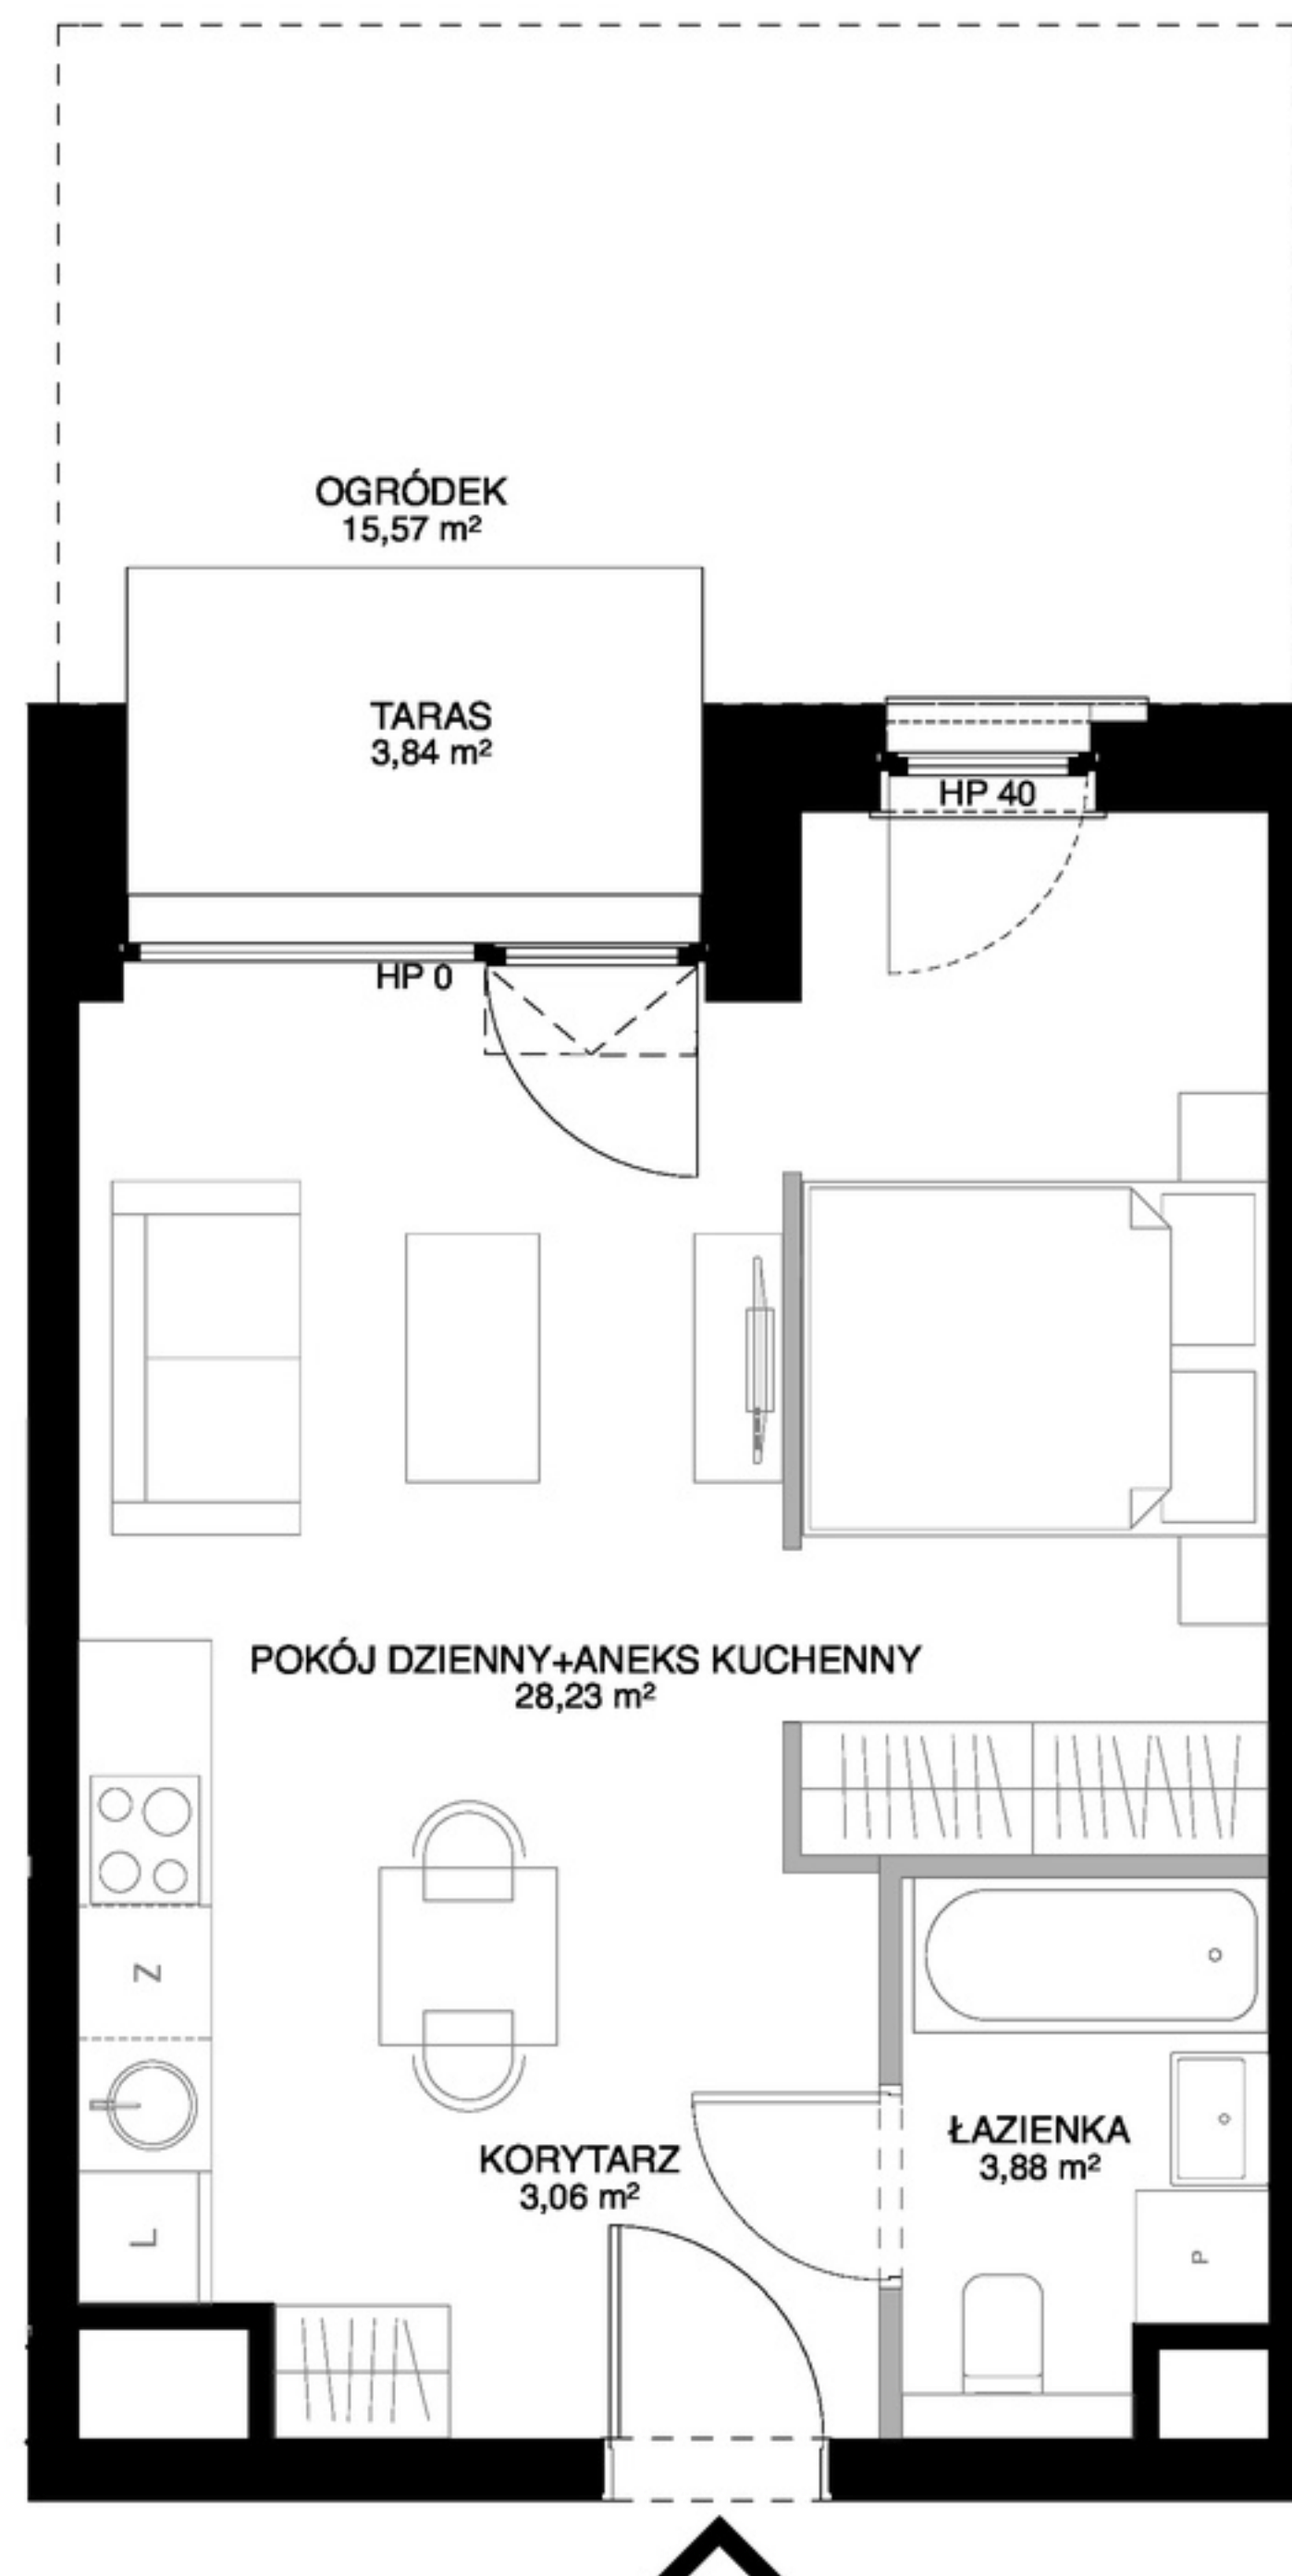 OGRÓDEK
15,57 m²
TARAS
3,84 m²
HP 40
HP 0
POKÓJ DZIENNY+ANEKS KUCHENNY
28,23 m²
Z
KORYTARZ
3,06 m²
ŁAZIENKA
3,88 m²
L
P